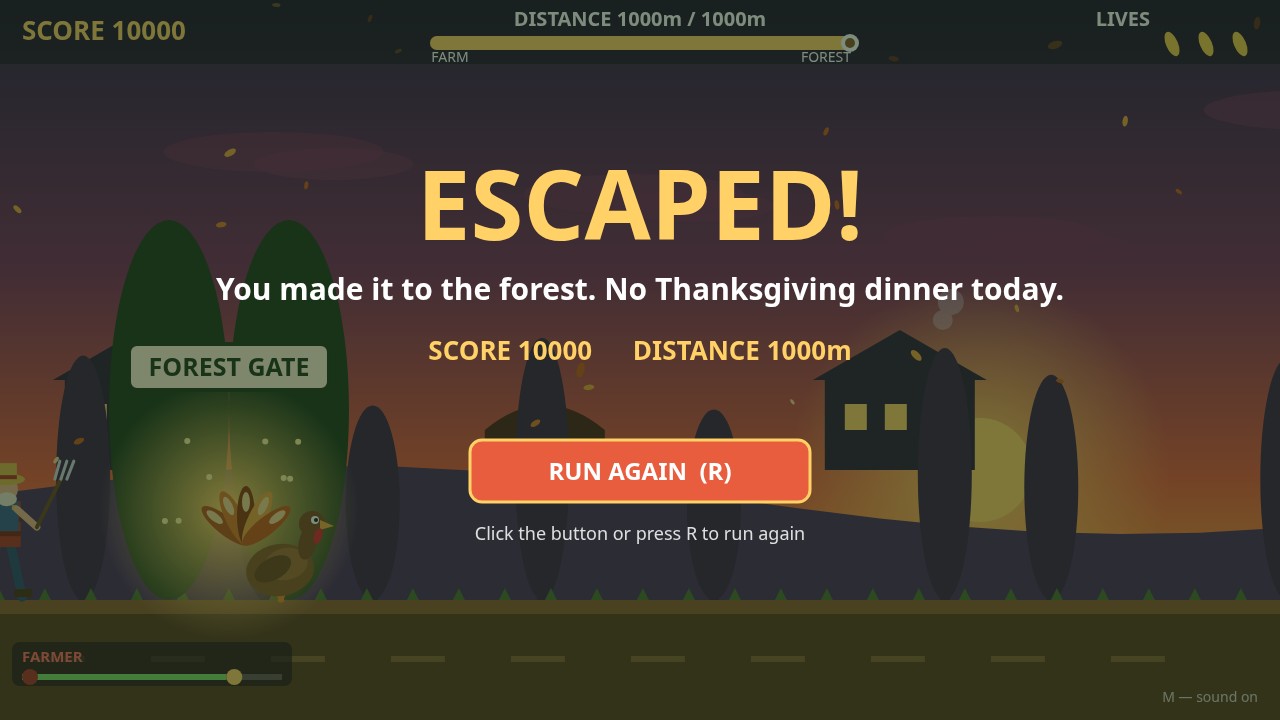 SCORE 10000
DISTANCE 1000m / 1000m
LIVES
FARM
FOREST
ESCAPED!
You made it to the forest. No Thanksgiving dinner today.
SCORE 10000 DISTANCE 1000m
FOREST GATE
RUN AGAIN (R)
Click the button or press R to run again
FARMER
M — sound on